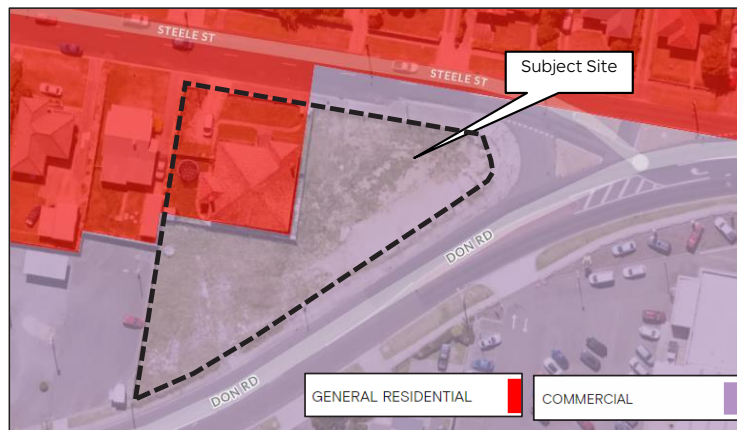 STEELE ST
STEELE ST
Subject Site
DON RD
DON RD
GENERAL RESIDENTIAL
COMMERCIAL